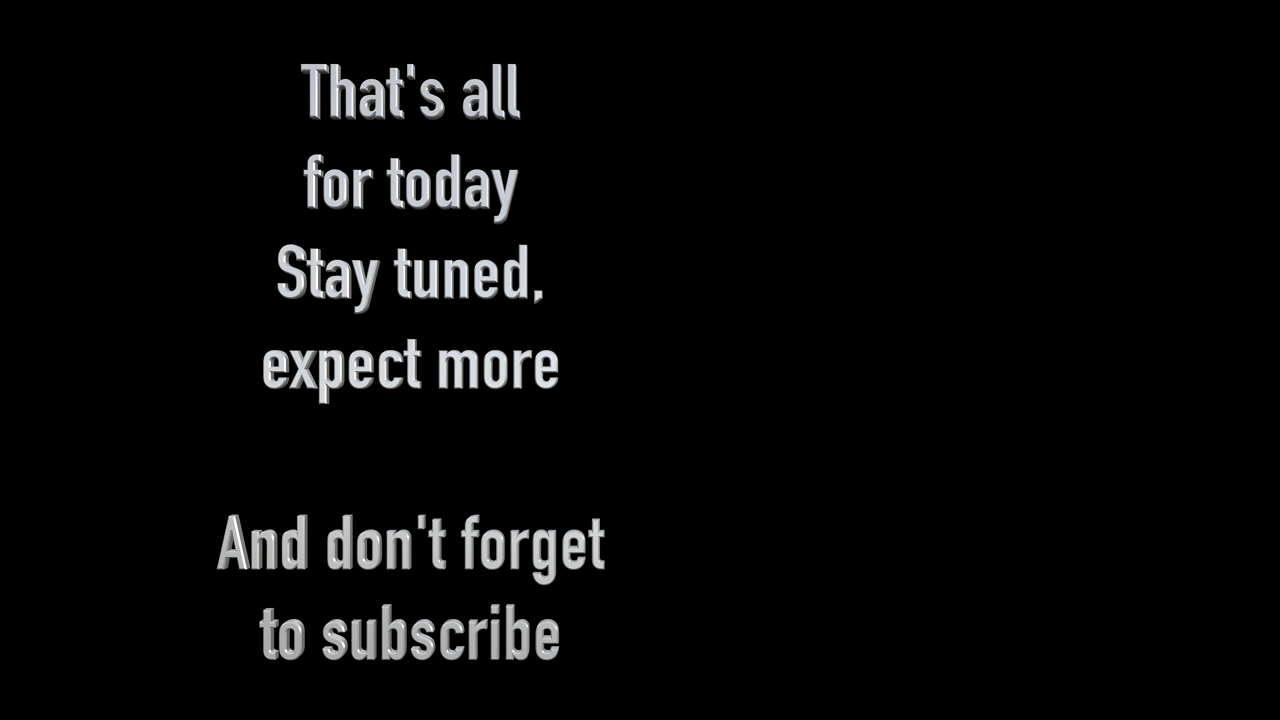 That's all
for today
Stay tuned,
expect more
And don't forget
to subscribe